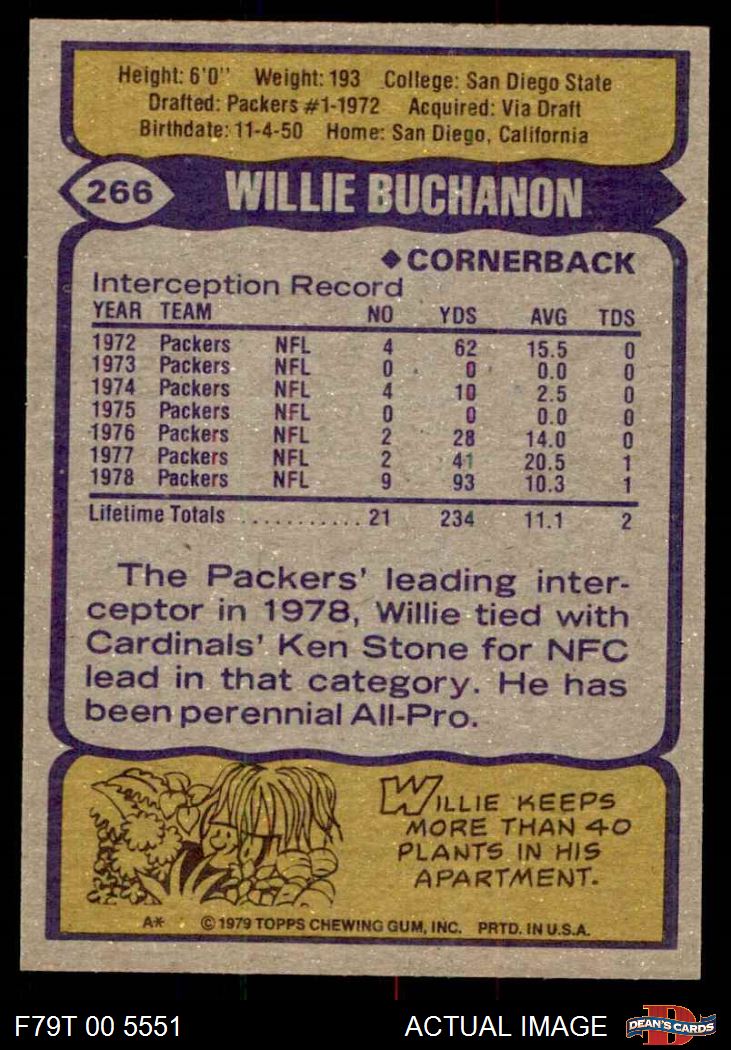 Height: 6'0" Weight: 193 College: San Diego State
Drafted: Packers #1-1972 Acquired: Via Draft
Birthdate: 11-4-50 Home: San Diego, California
266 WILLIE BUCHANON
◆ CORNERBACK
Interception Record
YEAR TEAM NO YDS AVG TDS
1972 Packers NFL 4 62 15.5 0
1973 Packers NFL 0 0 0.0 0
1974 Packers NFL 4 10 2.5 0
1975 Packers NFL 0 0 0.0 0
1976 Packers NFL 2 28 14.0 0
1977 Packers NFL 2 41 20.5 1
1978 Packers NFL 9 93 10.3 1
Lifetime Totals ............ 21 234 11.1 2
The Packers' leading inter-
ceptor in 1978, Willie tied with
Cardinals' Ken Stone for NFC
lead in that category. He has
been perennial All-Pro.
WILLIE KEEPS
MORE THAN 40
PLANTS IN HIS
APARTMENT.
A* © 1979 TOPPS CHEWING GUM, INC. PRTD. IN U.S.A.
F79T 00 5551 ACTUAL IMAGE D DEAN'S CARDS